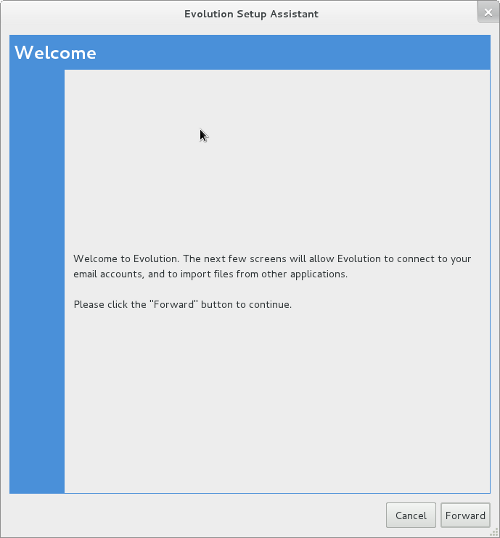 Evolution Setup Assistant
Welcome
Welcome to Evolution. The next few screens will allow Evolution to connect to your
email accounts, and to import files from other applications.
Please click the "Forward" button to continue.
Cancel
Forward